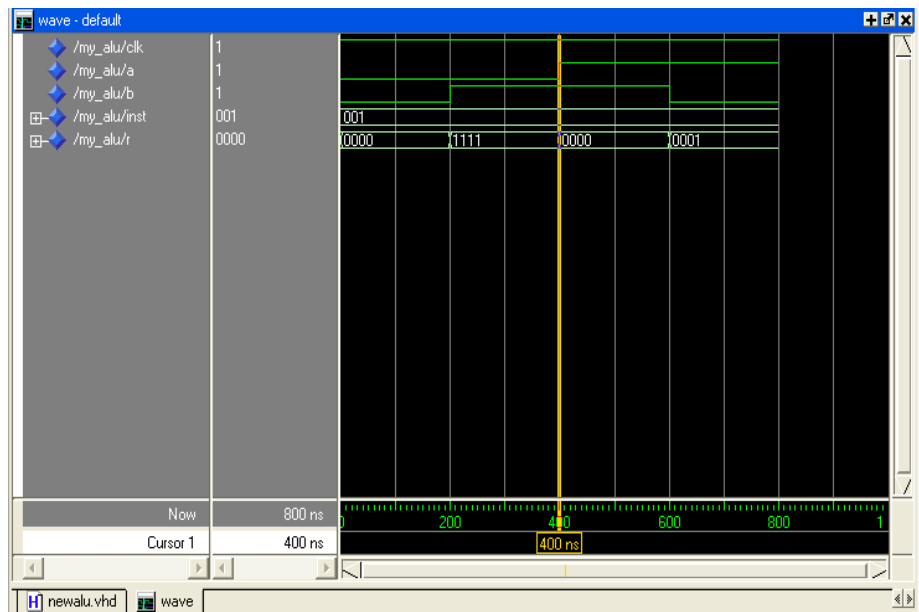 wave - default
/my_alu/clk 1
/my_alu/a 1
/my_alu/b 1
/my_alu/inst 001 001
/my_alu/r 0000 0000 1111 0000 0001
Now 800 ns 0 200 400 600 800 1
Cursor 1 400 ns 400 ns
newalu.vhd wave